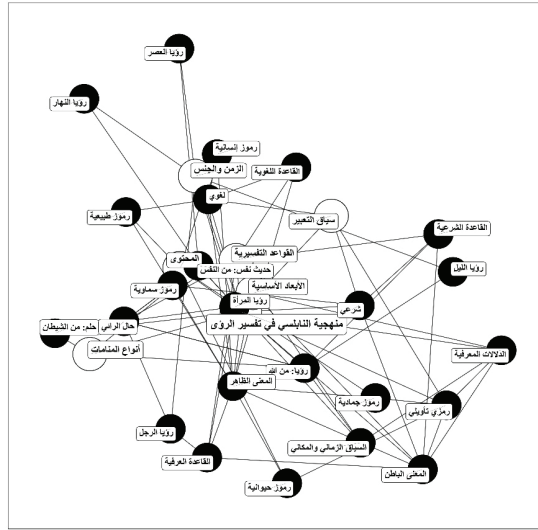 رؤيا العصر
رؤيا النهار
رموز إنسانية
الزمن والجنس
القاعدة اللغوية
لغوي
رموز طبيعية
سياق التعبير
القاعدة الشرعية
القواعد التفسيرية
المحتوى
حديث نفس: من النفس
رؤيا الليل
الأبعاد الأساسية
رموز سماوية
رؤيا المرأة
شرعي
حلم: من الشيطان
حال الرائي
منهجية النابلسي في تفسير الرؤى
أنواع المنامات
الدلالات المعرفية
رؤيا: من الله
المعنى الظاهر
رموز جمادية
رمزي تأويلي
رؤيا الرجل
السياق الزماني والمكاني
القاعدة العرفية
المعنى الباطن
رموز حيوانية